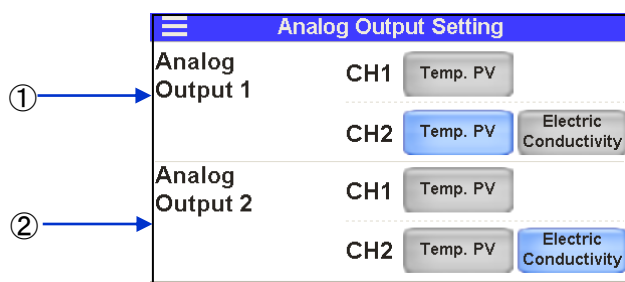 Analog Output Setting
Analog
Output 1
CH1 Temp. PV
①
CH2 Temp. PV Electric
Conductivity
Analog
Output 2
CH1 Temp. PV
②
CH2 Temp. PV Electric
Conductivity